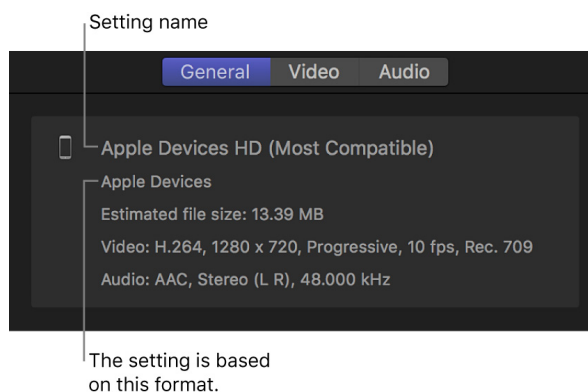 Setting name
General Video Audio
Apple Devices HD (Most Compatible)
Apple Devices
Estimated file size: 13.39 MB
Video: H.264, 1280 x 720, Progressive, 10 fps, Rec. 709
Audio: AAC, Stereo (L R), 48.000 kHz
The setting is based
on this format.